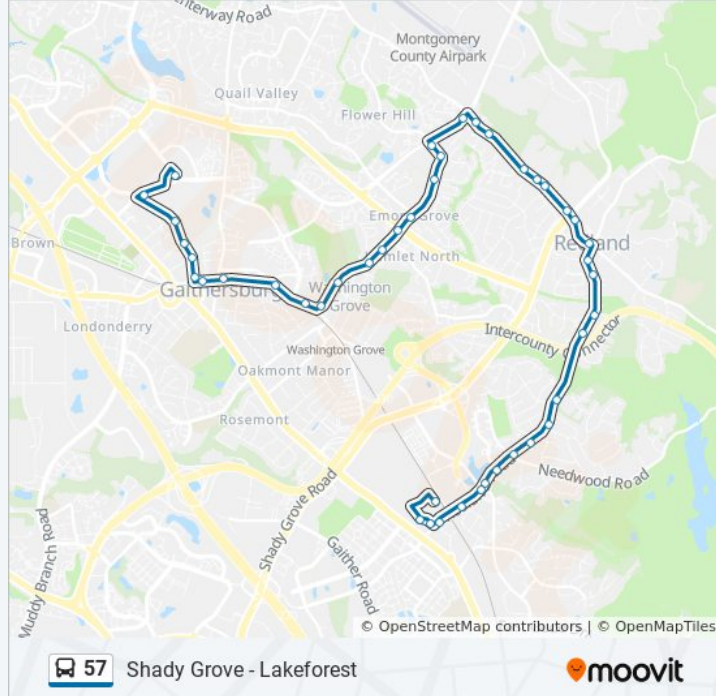 nterway Road
Montgomery
County Airpark
Quail Valley
Flower Hill
Emory Grove
Brown
Redland
Hamlet North
Gaithersburg
Washington
Grove
Londonderry
Intercounty Connector
Washington Grove
Oakmont Manor
Rosemont
Needwood Road
Shady Grove Road
Gaither Road
Muddy Branch Road
© OpenStreetMap contributors | © OpenMapTiles
57 Shady Grove - Lakeforest
moovit